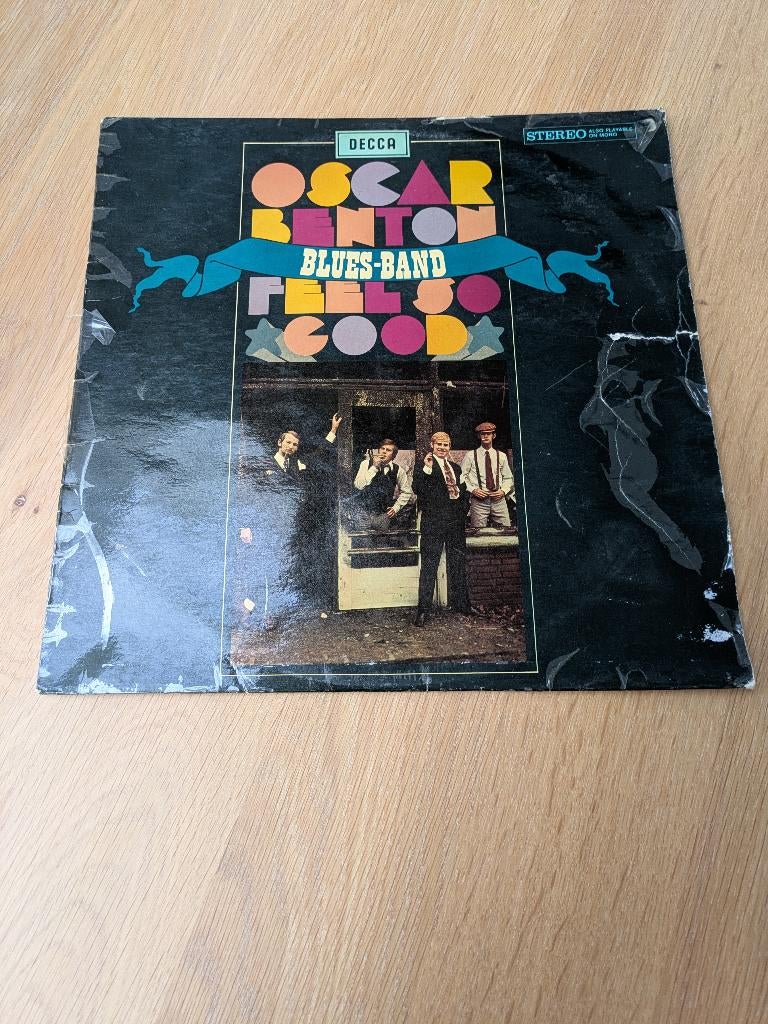 DECCA
STEREO ALSO PLAYABLE
ON MONO
OSCAR
BENTON
BLUES-BAND
FEEL SO
GOOD